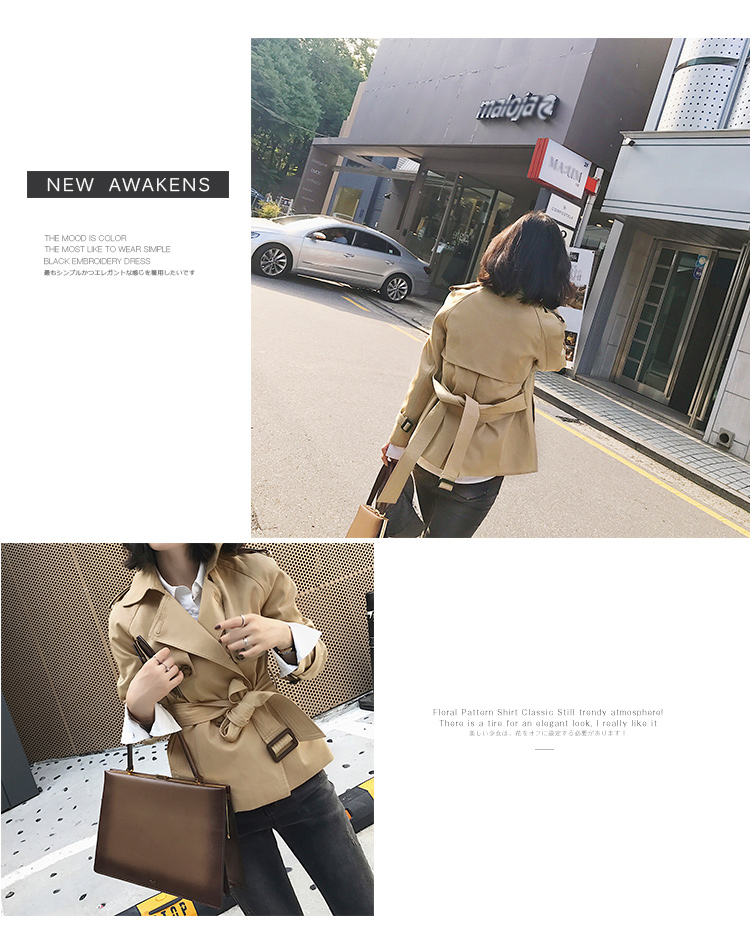 maloja
MAXIM
NEW AWAKENS
THE MOOD IS COLOR
THE MOST LIKE TO WEAR SIMPLE
BLACK EMBROIDERY DRESS
最もシンプルかつエレガントな感じを着用したいです
Floral Pattern Shirt Classic Still trendy atmosphere!
There is a tire for an elegant look, I really like it
美しい少女は、花をオフに設定する必要があります！
STOP